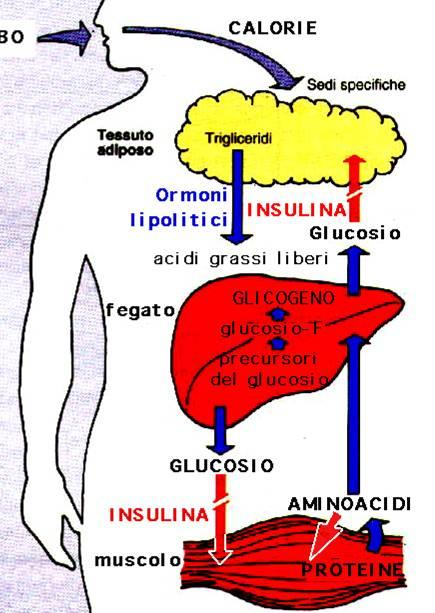 BO
CALORIE
Sedi specifiche
Tessuto
adiposo
Trigliceridi
Ormoni
lipolitici
INSULINA
Glucosio
acidi grassi liberi
fegato
GLICOGENO
glucosio-F
precursori
del glucosio
GLUCOSIO
INSULINA
AMINOACIDI
muscolo
PROTEINE